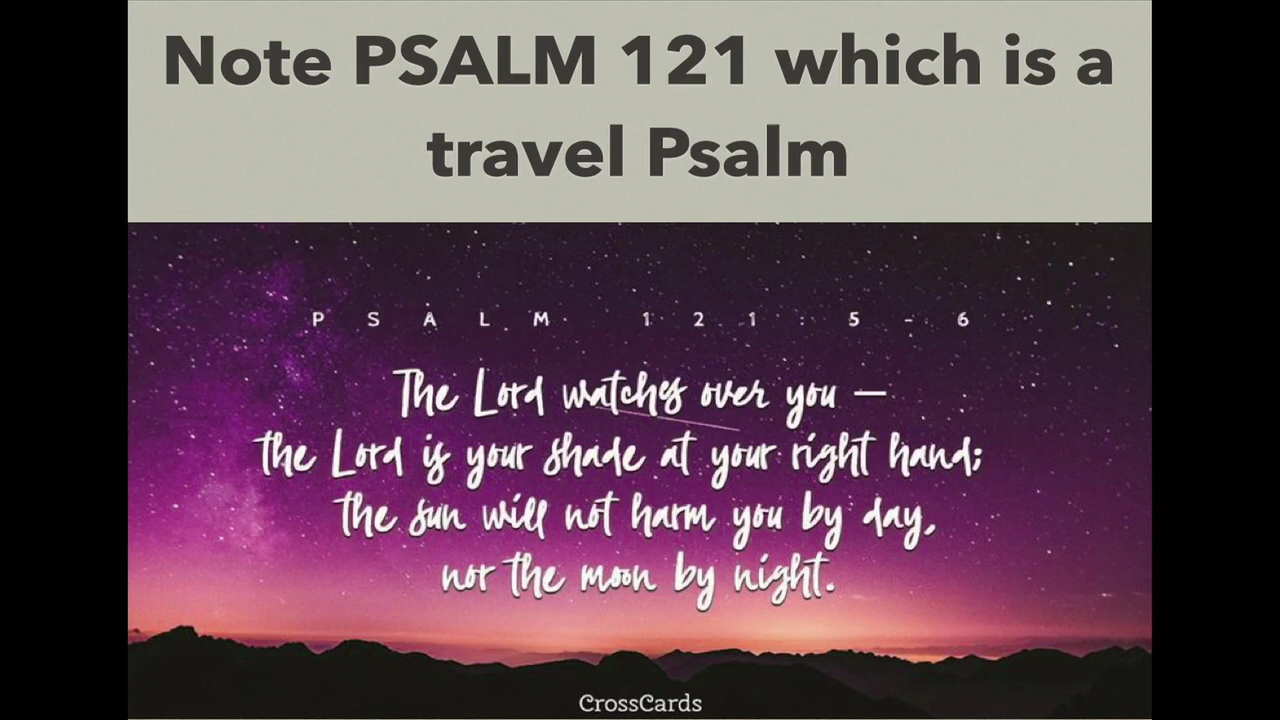 Note PSALM 121 which is a
travel Psalm
PSALM 121:5-6
The Lord watches over you —
the Lord is your shade at your right hand;
the sun will not harm you by day,
nor the moon by night.
CrossCards